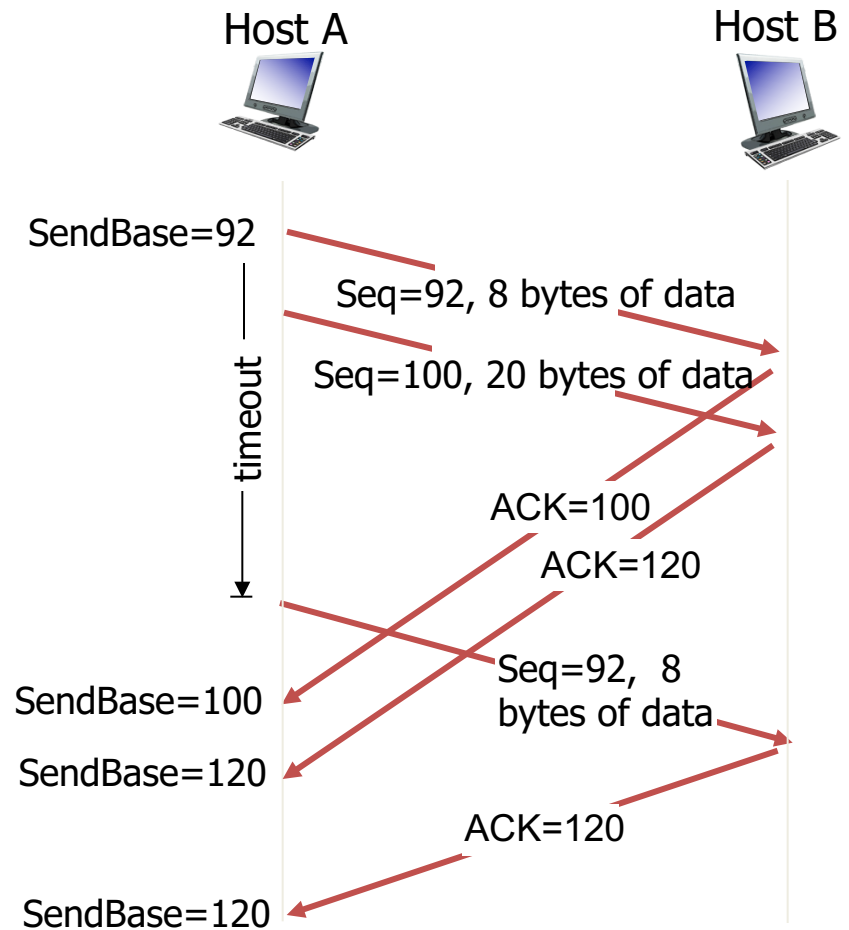 Host A
Host B
SendBase=92
Seq=92, 8 bytes of data
Seq=100, 20 bytes of data
timeout
ACK=100
ACK=120
Seq=92,  8
bytes of data
SendBase=100
SendBase=120
ACK=120
SendBase=120